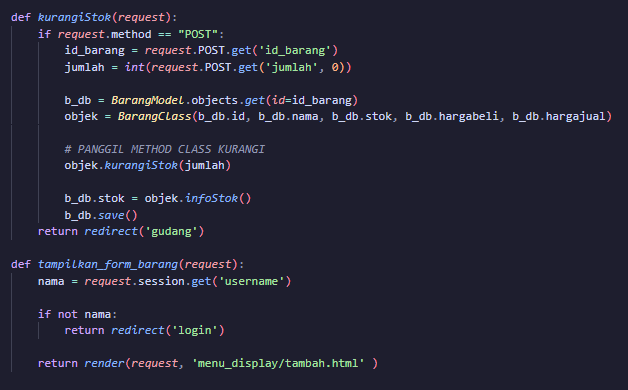 def kurangiStok(request):
    if request.method == "POST":
        id_barang = request.POST.get('id_barang')
        jumlah = int(request.POST.get('jumlah', 0))

        b_db = BarangModel.objects.get(id=id_barang)
        objek = BarangClass(b_db.id, b_db.nama, b_db.stok, b_db.hargabeli, b_db.hargajual)

        # PANGGIL METHOD CLASS KURANGI
        objek.kurangiStok(jumlah)

        b_db.stok = objek.infoStok()
        b_db.save()
    return redirect('gudang')

def tampilkan_form_barang(request):
    nama = request.session.get('username')

    if not nama:
        return redirect('login')

    return render(request, 'menu_display/tambah.html' )